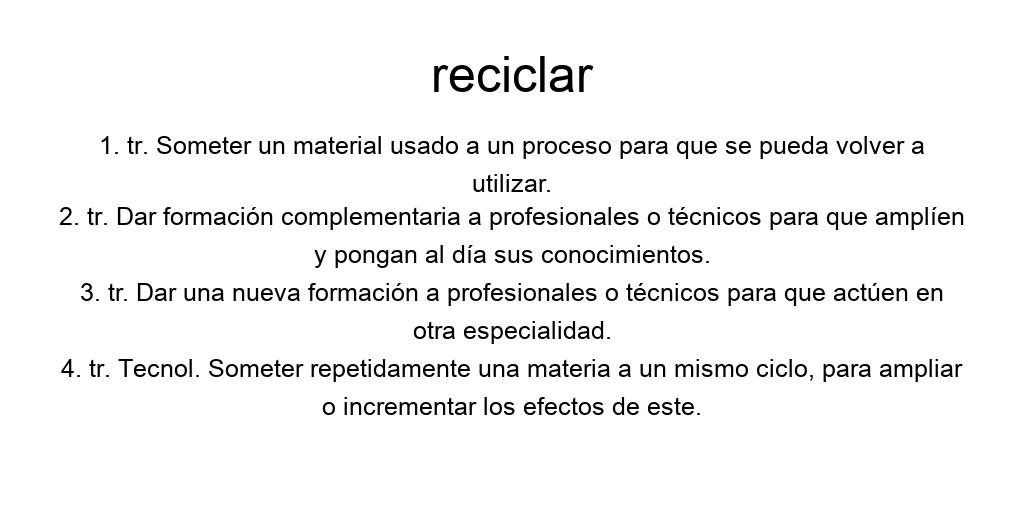 reciclar
1. tr. Someter un material usado a un proceso para que se pueda volver a
utilizar.
2. tr. Dar formación complementaria a profesionales o técnicos para que amplíen
y pongan al día sus conocimientos.
3. tr. Dar una nueva formación a profesionales o técnicos para que actúen en
otra especialidad.
4. tr. Tecnol. Someter repetidamente una materia a un mismo ciclo, para ampliar
o incrementar los efectos de este.